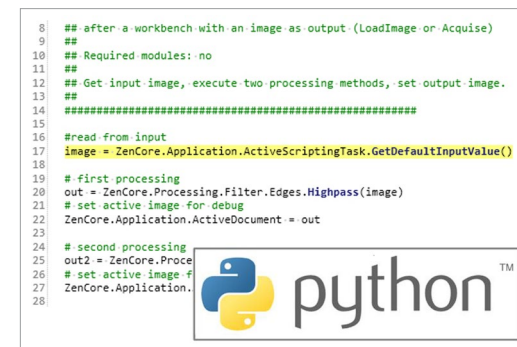 8 ## after a workbench with an image as output (LoadImage or Acquise)
9 ##
10 ## Required modules: no
11 ##
12 ## Get input image, execute two processing methods, set output image.
13 ##
14 #######################################################
15
16 #read from input
17 image = ZenCore.Application.ActiveScriptingTask.GetDefaultInputValue()
18
19 # first processing
20 out = ZenCore.Processing.Filter.Edges.Highpass(image)
21 # set active image for debug
22 ZenCore.Application.ActiveDocument = out
23
24 # second processing
25 out2 = ZenCore.Proce
26 # set active image f
27 ZenCore.Application.
28
python™